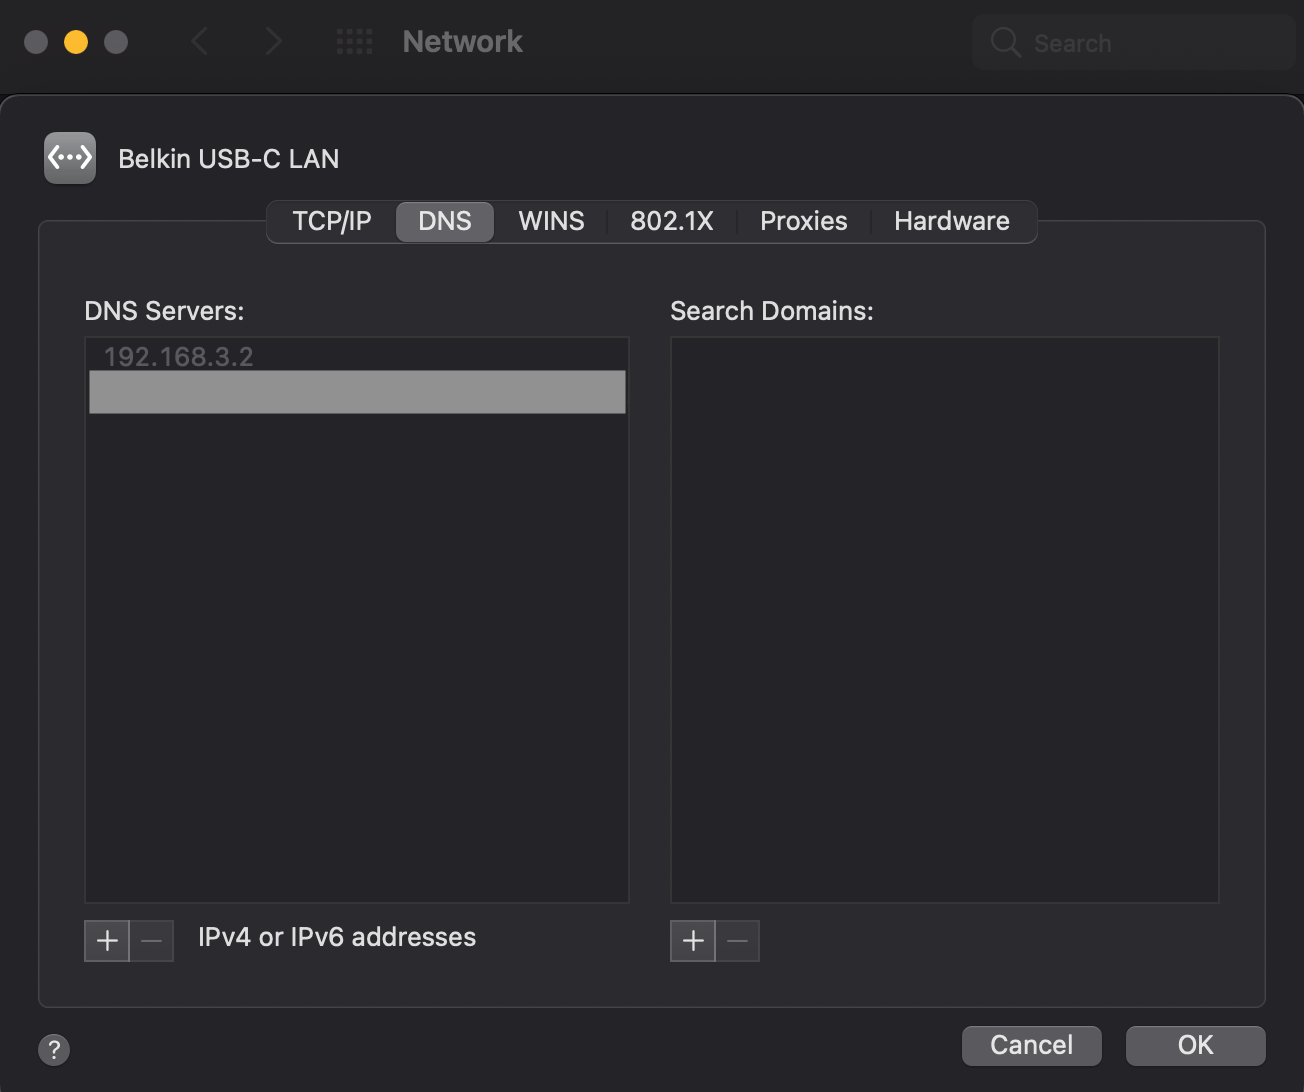 Network
Search
Belkin USB-C LAN
TCP/IP
DNS
WINS
802.1X
Proxies
Hardware
DNS Servers:
192.168.3.2
Search Domains:
IPv4 or IPv6 addresses
?
Cancel
OK